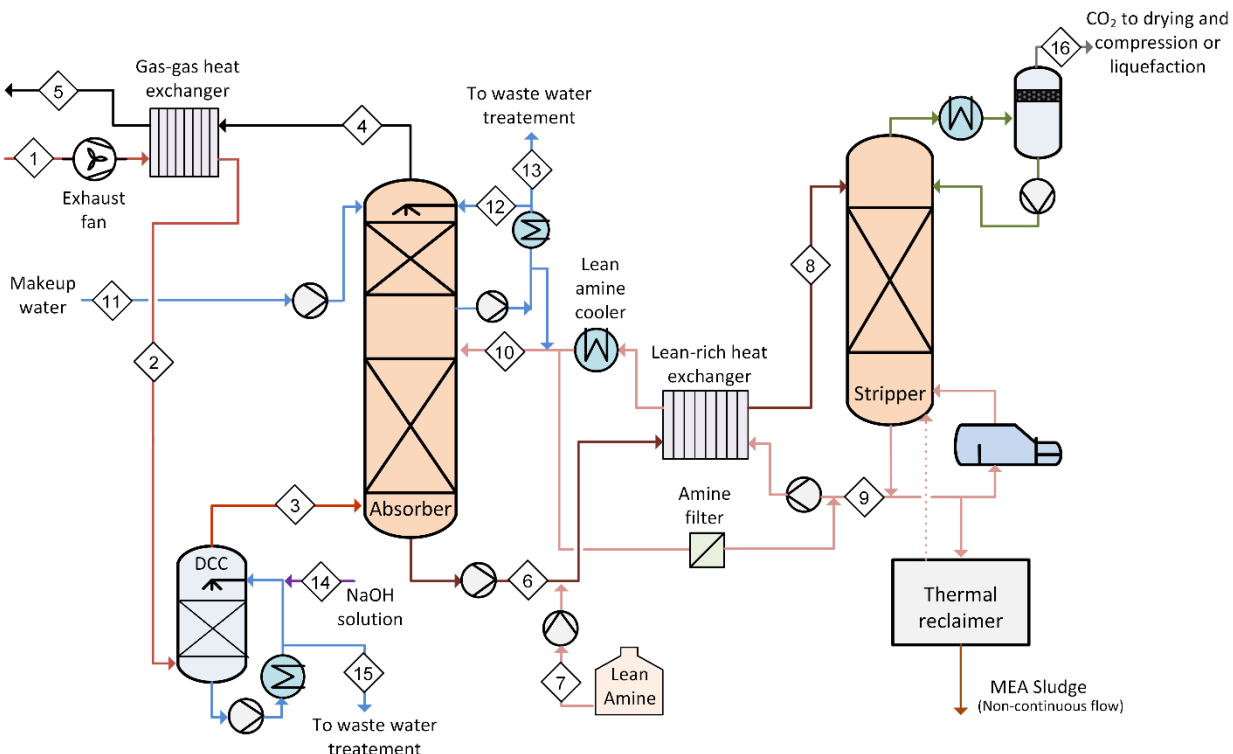 CO₂ to drying and
compression or
liquefaction
16
Gas-gas heat
exchanger
5
4
To waste water
treatement
1
13
Exhaust
fan
12
Makeup
water
11
Lean
amine
cooler
8
2
10
Lean-rich heat
exchanger
Stripper
Absorber
3
Amine
filter
9
DCC
14
NaOH
solution
6
Thermal
reclaimer
15
7
Lean
Amine
To waste water
treatement
MEA Sludge
(Non-continuous flow)